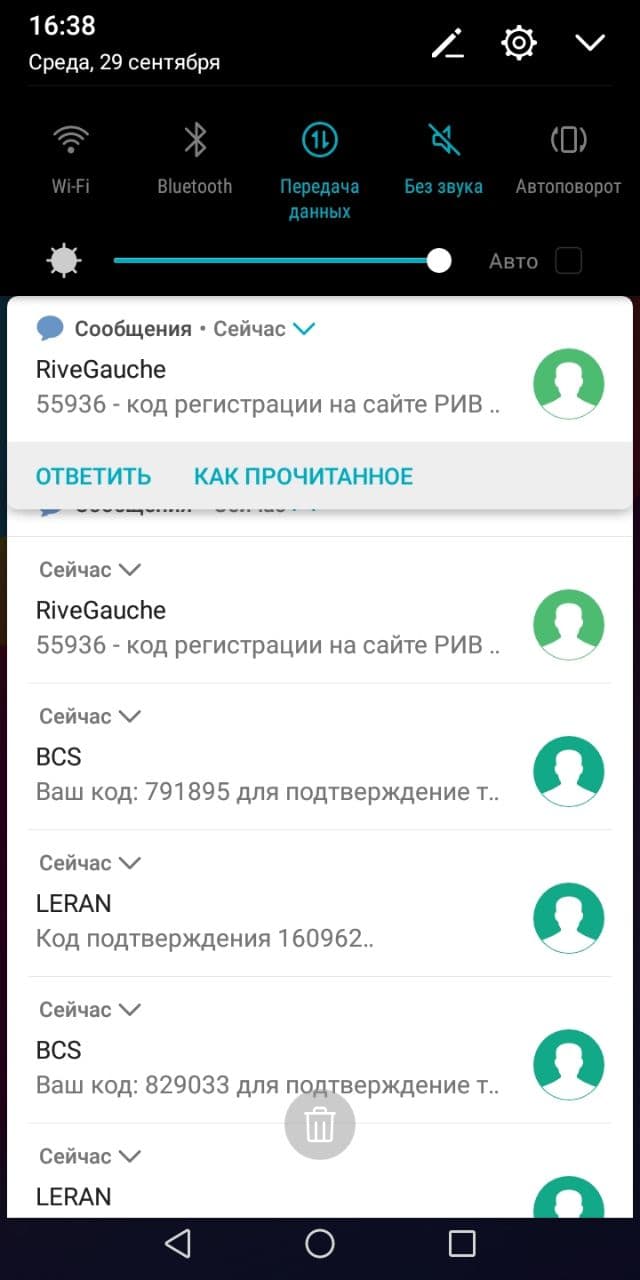 16:38
Среда, 29 сентября
Wi-Fi
Bluetooth
Передача
данных
Без звука
Автоповорот
Авто
Сообщения • Сейчас
RiveGauche
55936 - код регистрации на сайте РИВ ..
ОТВЕТИТЬ КАК ПРОЧИТАННОЕ
Сейчас
RiveGauche
55936 - код регистрации на сайте РИВ ..
Сейчас
BCS
Ваш код: 791895 для подтверждение т..
Сейчас
LERAN
Код подтверждения 160962..
Сейчас
BCS
Ваш код: 829033 для подтверждение т..
Сейчас
LERAN